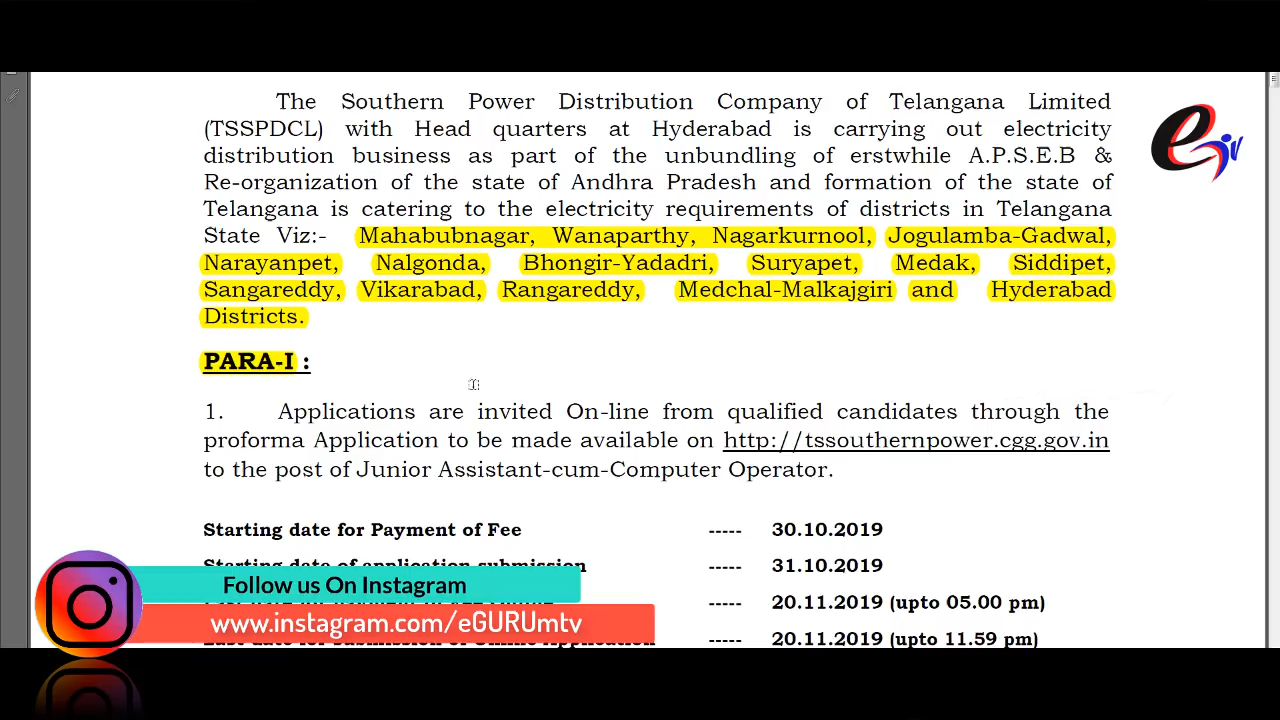 The Southern Power Distribution Company of Telangana Limited
(TSSPDCL) with Head quarters at Hyderabad is carrying out electricity
distribution business as part of the unbundling of erstwhile A.P.S.E.B &
Re-organization of the state of Andhra Pradesh and formation of the state of
Telangana is catering to the electricity requirements of districts in Telangana
State Viz:- Mahabubnagar, Wanaparthy, Nagarkurnool, Jogulamba-Gadwal,
Narayanpet, Nalgonda, Bhongir-Yadadri, Suryapet, Medak, Siddipet,
Sangareddy, Vikarabad, Rangareddy, Medchal-Malkajgiri and Hyderabad
Districts.
PARA-I :
1. Applications are invited On-line from qualified candidates through the
proforma Application to be made available on http://tssouthernpower.cgg.gov.in
to the post of Junior Assistant-cum-Computer Operator.
Starting date for Payment of Fee ----- 30.10.2019
Starting date of application submission ----- 31.10.2019
Follow us On Instagram
----- 20.11.2019 (upto 05.00 pm)
www.instagram.com/eGURUmtv
Last date for submission of Online Application ----- 20.11.2019 (upto 11.59 pm)